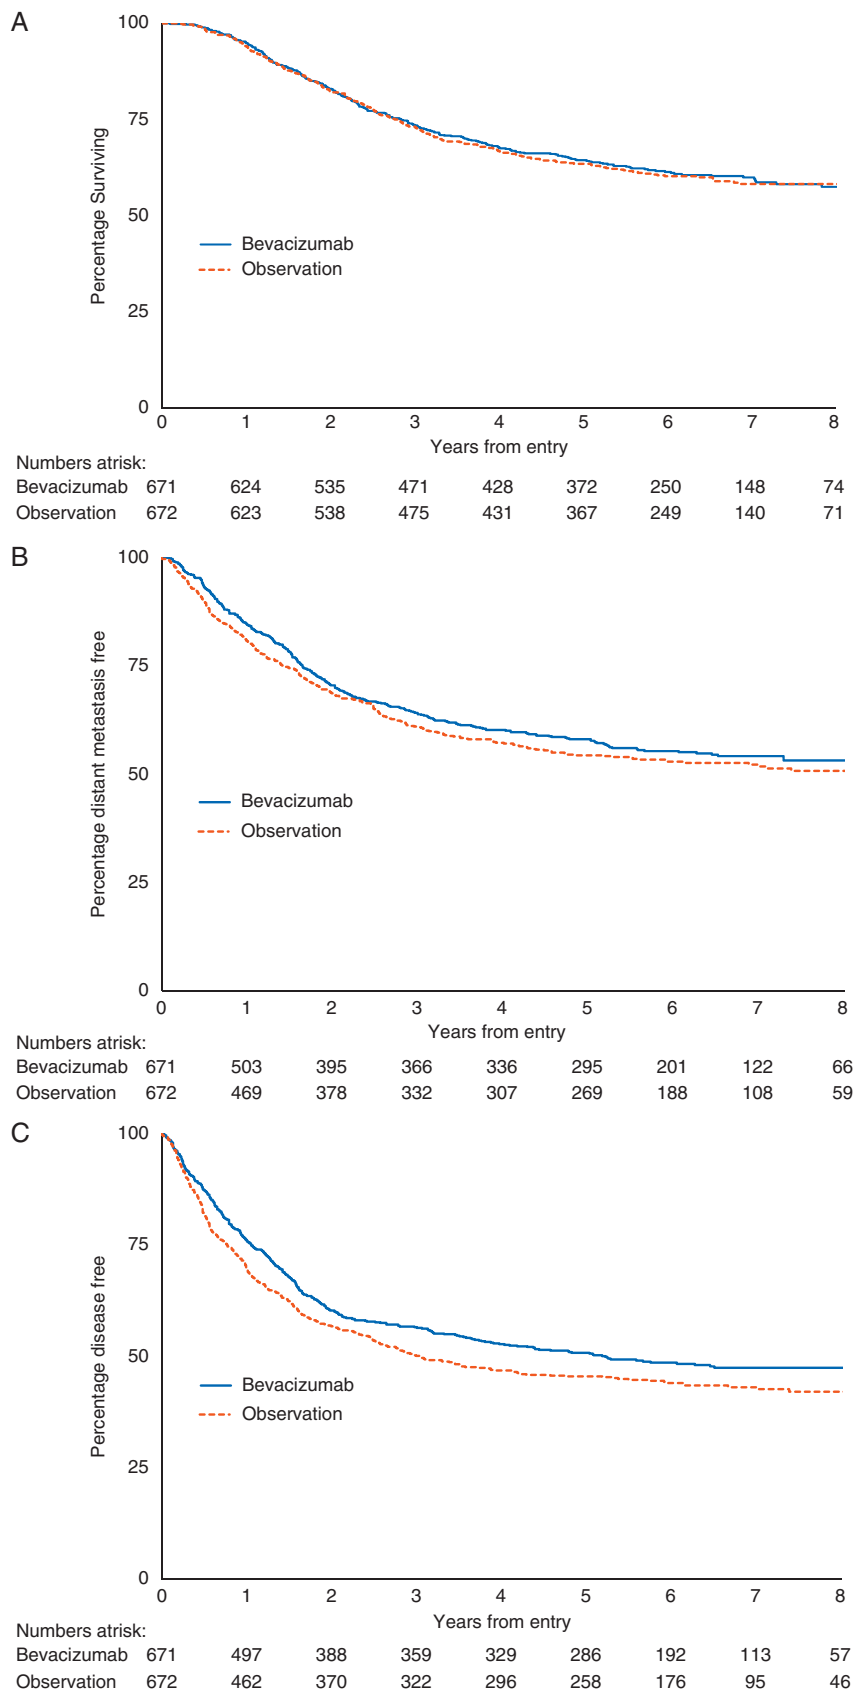 A
100
75
50
25
0
Percentage Surviving
Bevacizumab
Observation
0 1 2 3 4 5 6 7 8
Years from entry
Numbers atrisk:
Bevacizumab 671 624 535 471 428 372 250 148 74
Observation 672 623 538 475 431 367 249 140 71
B
100
75
50
25
0
Percentage distant metastasis free
Bevacizumab
Observation
0 1 2 3 4 5 6 7 8
Years from entry
Numbers atrisk:
Bevacizumab 671 503 395 366 336 295 201 122 66
Observation 672 469 378 332 307 269 188 108 59
C
100
75
50
25
0
Percentage disease free
Bevacizumab
Observation
0 1 2 3 4 5 6 7 8
Years from entry
Numbers atrisk:
Bevacizumab 671 497 388 359 329 286 192 113 57
Observation 672 462 370 322 296 258 176 95 46